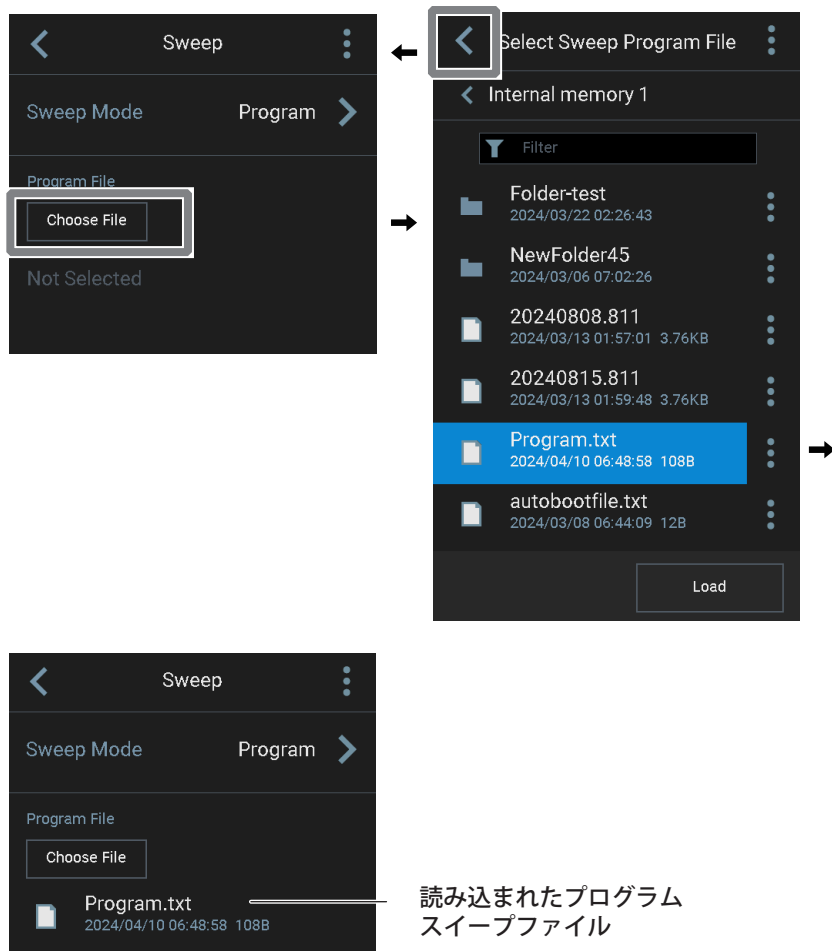 Sweep
Sweep Mode Program
Program File
Choose File
Not Selected
Select Sweep Program File
Internal memory 1
Filter
Folder-test
2024/03/22 02:26:43
NewFolder45
2024/03/06 07:02:26
20240808.811
2024/03/13 01:57:01 3.76KB
20240815.811
2024/03/13 01:59:48 3.76KB
Program.txt
2024/04/10 06:48:58 108B
autobootfile.txt
2024/03/08 06:44:09 12B
Load
Sweep
Sweep Mode Program
Program File
Choose File
Program.txt
2024/04/10 06:48:58 108B
読み込まれたプログラム
スイープファイル